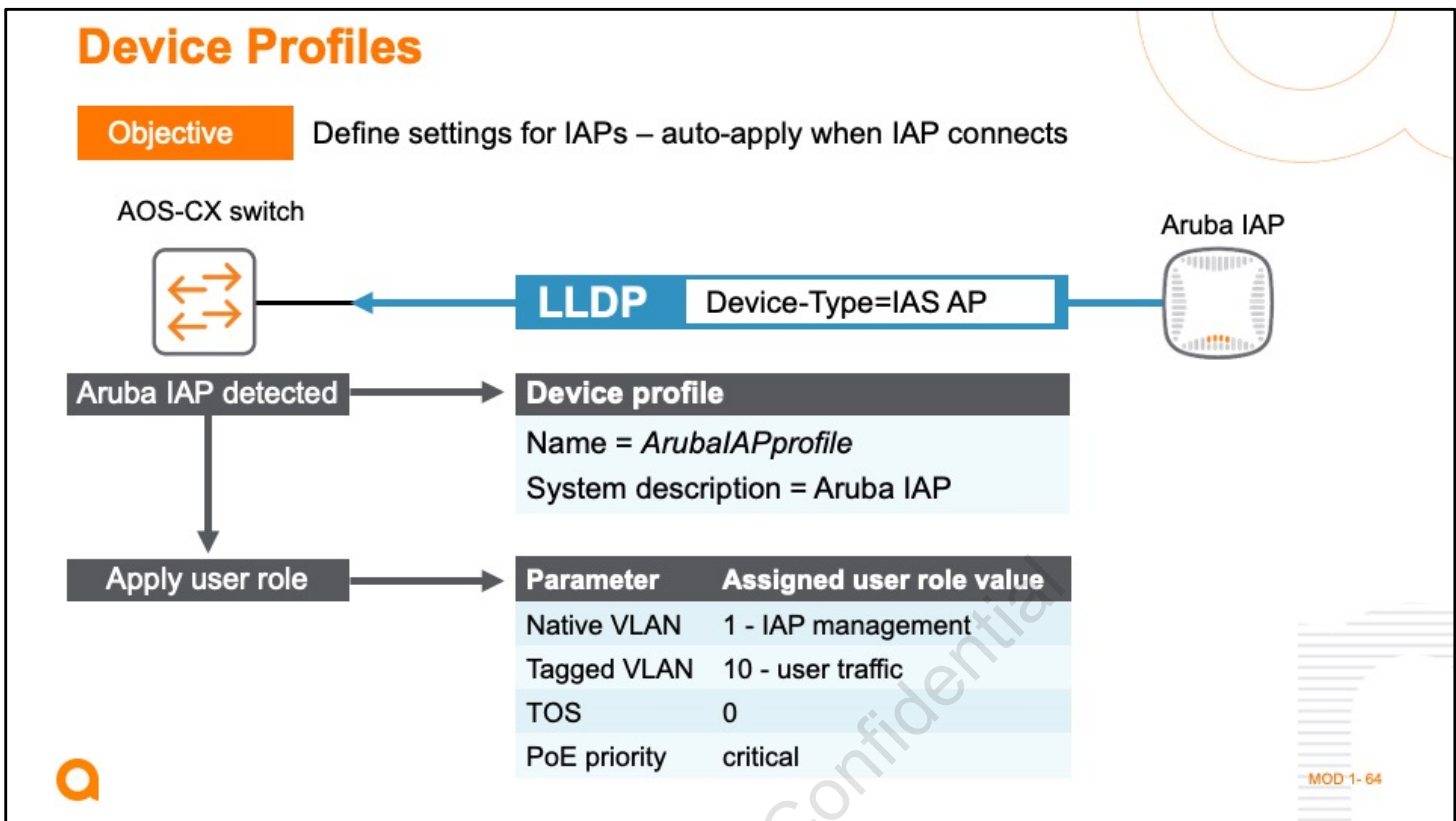 Device Profiles
Objective Define settings for IAPs – auto-apply when IAP connects
AOS-CX switch
Aruba IAP
LLDP Device-Type=IAS AP
Aruba IAP detected
Device profile
Name = ArubaIAPprofile
System description = Aruba IAP
Apply user role
Parameter Assigned user role value
Native VLAN 1 - IAP management
Tagged VLAN 10 - user traffic
TOS 0
PoE priority critical
Confidential
MOD 1- 64